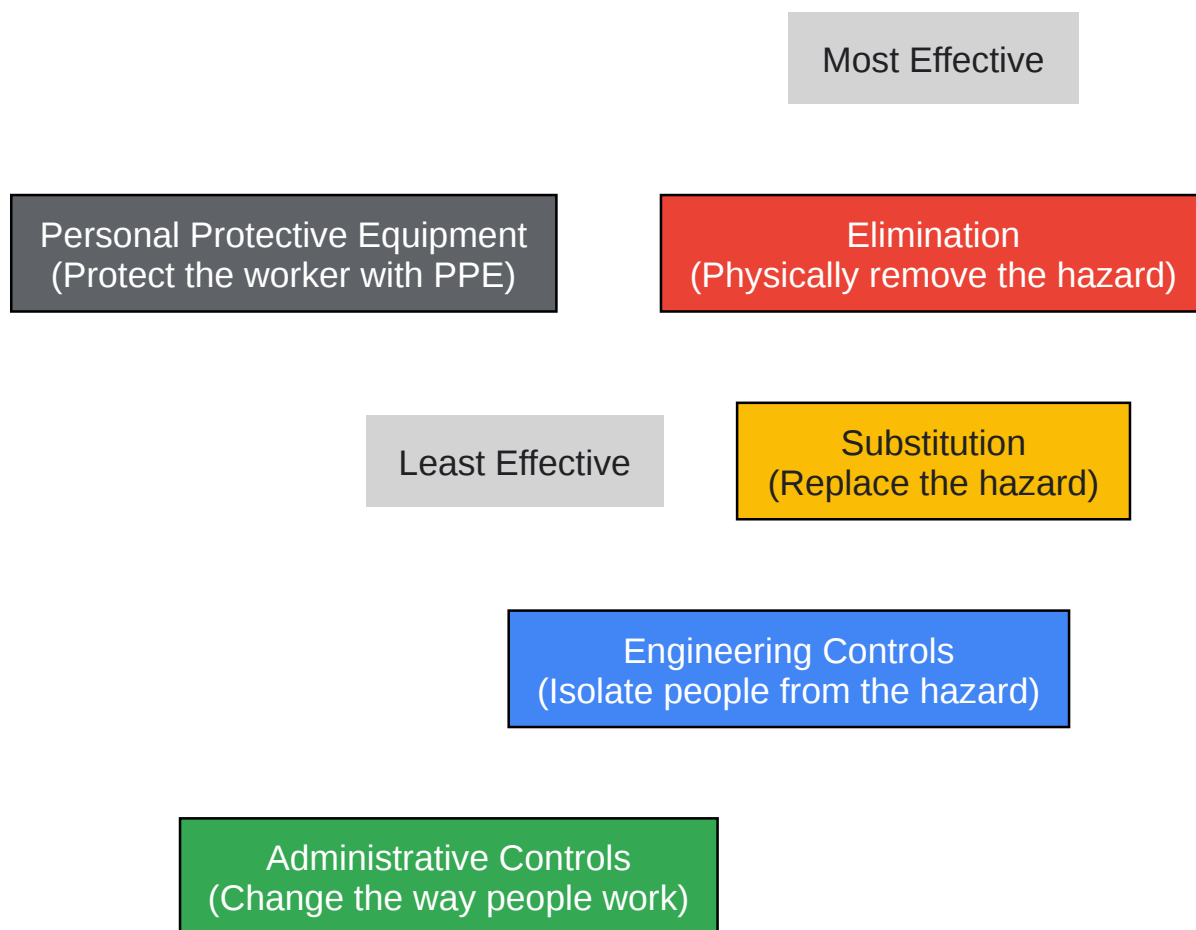 Most Effective
Personal Protective Equipment
(Protect the worker with PPE)
Elimination
(Physically remove the hazard)
Least Effective
Substitution
(Replace the hazard)
Engineering Controls
(Isolate people from the hazard)
Administrative Controls
(Change the way people work)